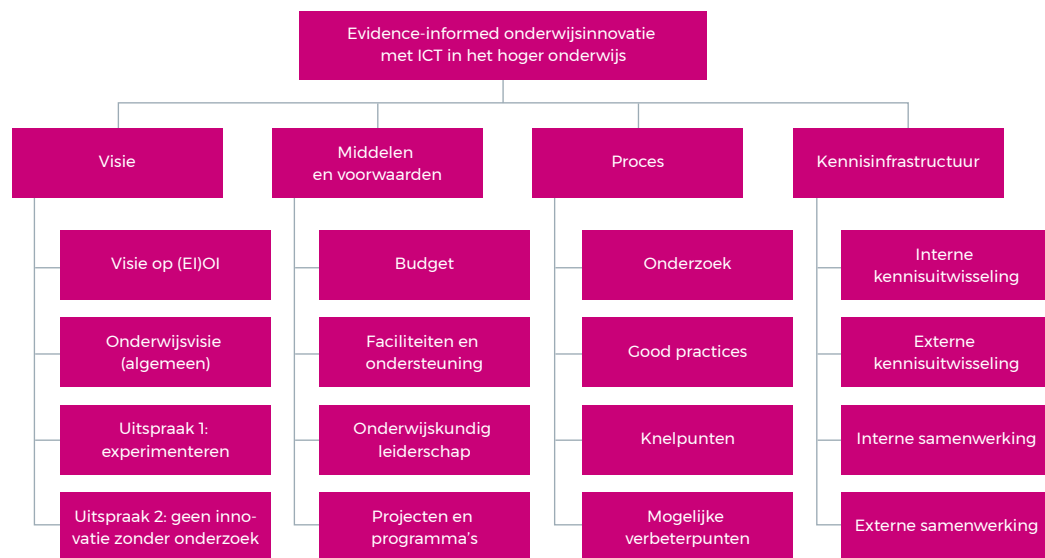 Evidence-informed onderwijsinnovatie
met ICT in het hoger onderwijs
Visie
Middelen
en voorwaarden
Proces
Kennisinfrastructuur
Visie op (EI)OI
Budget
Onderzoek
Interne
kennisuitwisseling
Onderwijsvisie
(algemeen)
Faciliteiten en
ondersteuning
Good practices
Externe
kennisuitwisseling
Uitspraak 1:
experimenteren
Onderwijskundig
leiderschap
Knelpunten
Interne samenwerking
Uitspraak 2: geen inno-
vatie zonder onderzoek
Projecten en
programma's
Mogelijke
verbeterpunten
Externe samenwerking